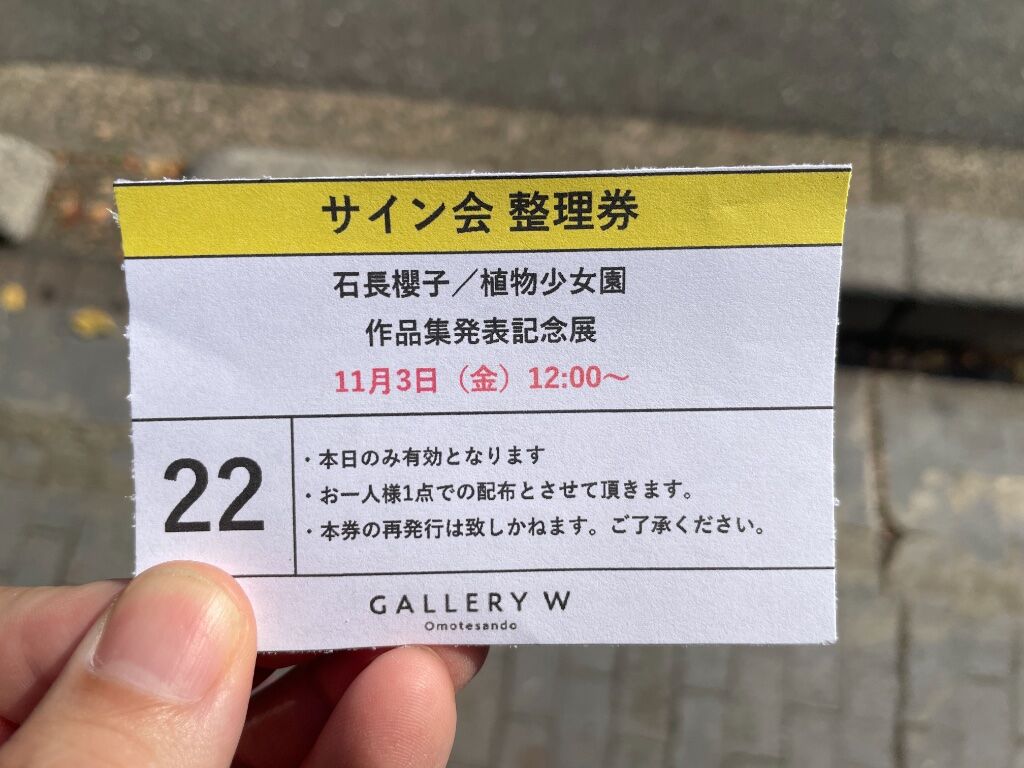 サイン会 整理券
石長櫻子／植物少女園
作品集発表記念展
11月3日（金）12:00～
22
・本日のみ有効となります
・お一人様1点での配布とさせて頂きます。
・本券の再発行は致しかねます。ご了承ください。
GALLERY W
Omotesando